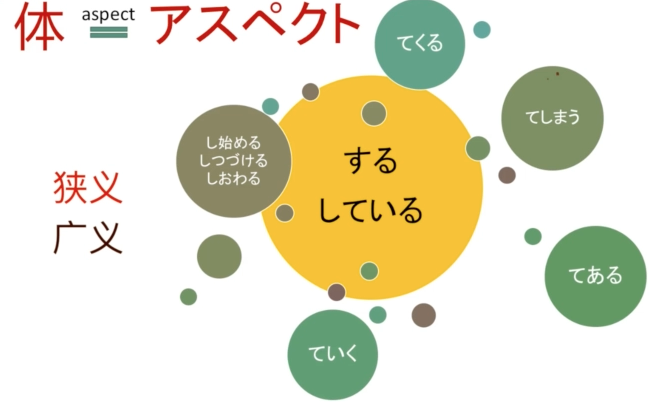 体 aspect アスペクト
てくる
てしまう
し始める
しつづける
しおわる
する
している
狭义
广义
てある
ていく